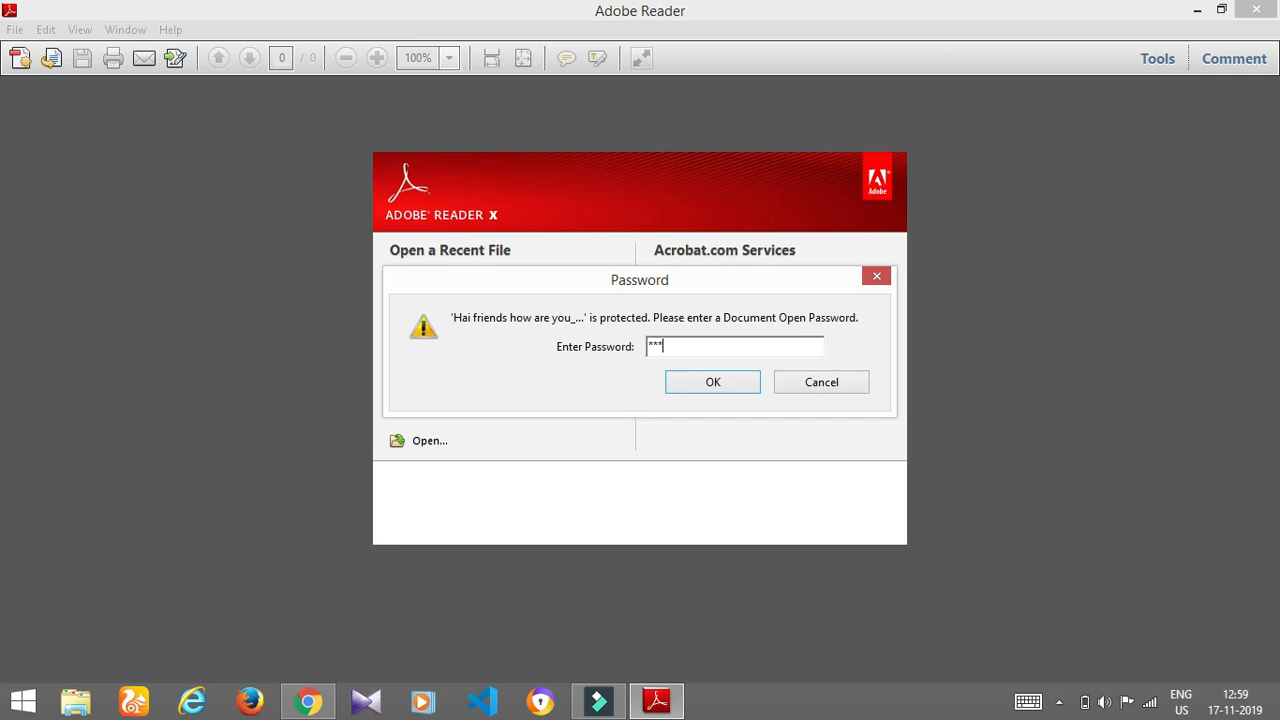 Adobe Reader
File Edit View Window Help
0 / 0 100% Tools Comment
Adobe
ADOBE® READER X
Open a Recent File
Acrobat.com Services
Password
'Hai friends how are you_...' is protected. Please enter a Document Open Password.
Enter Password: ***
OK Cancel
Open...
ENG 12:59
US 17-11-2019